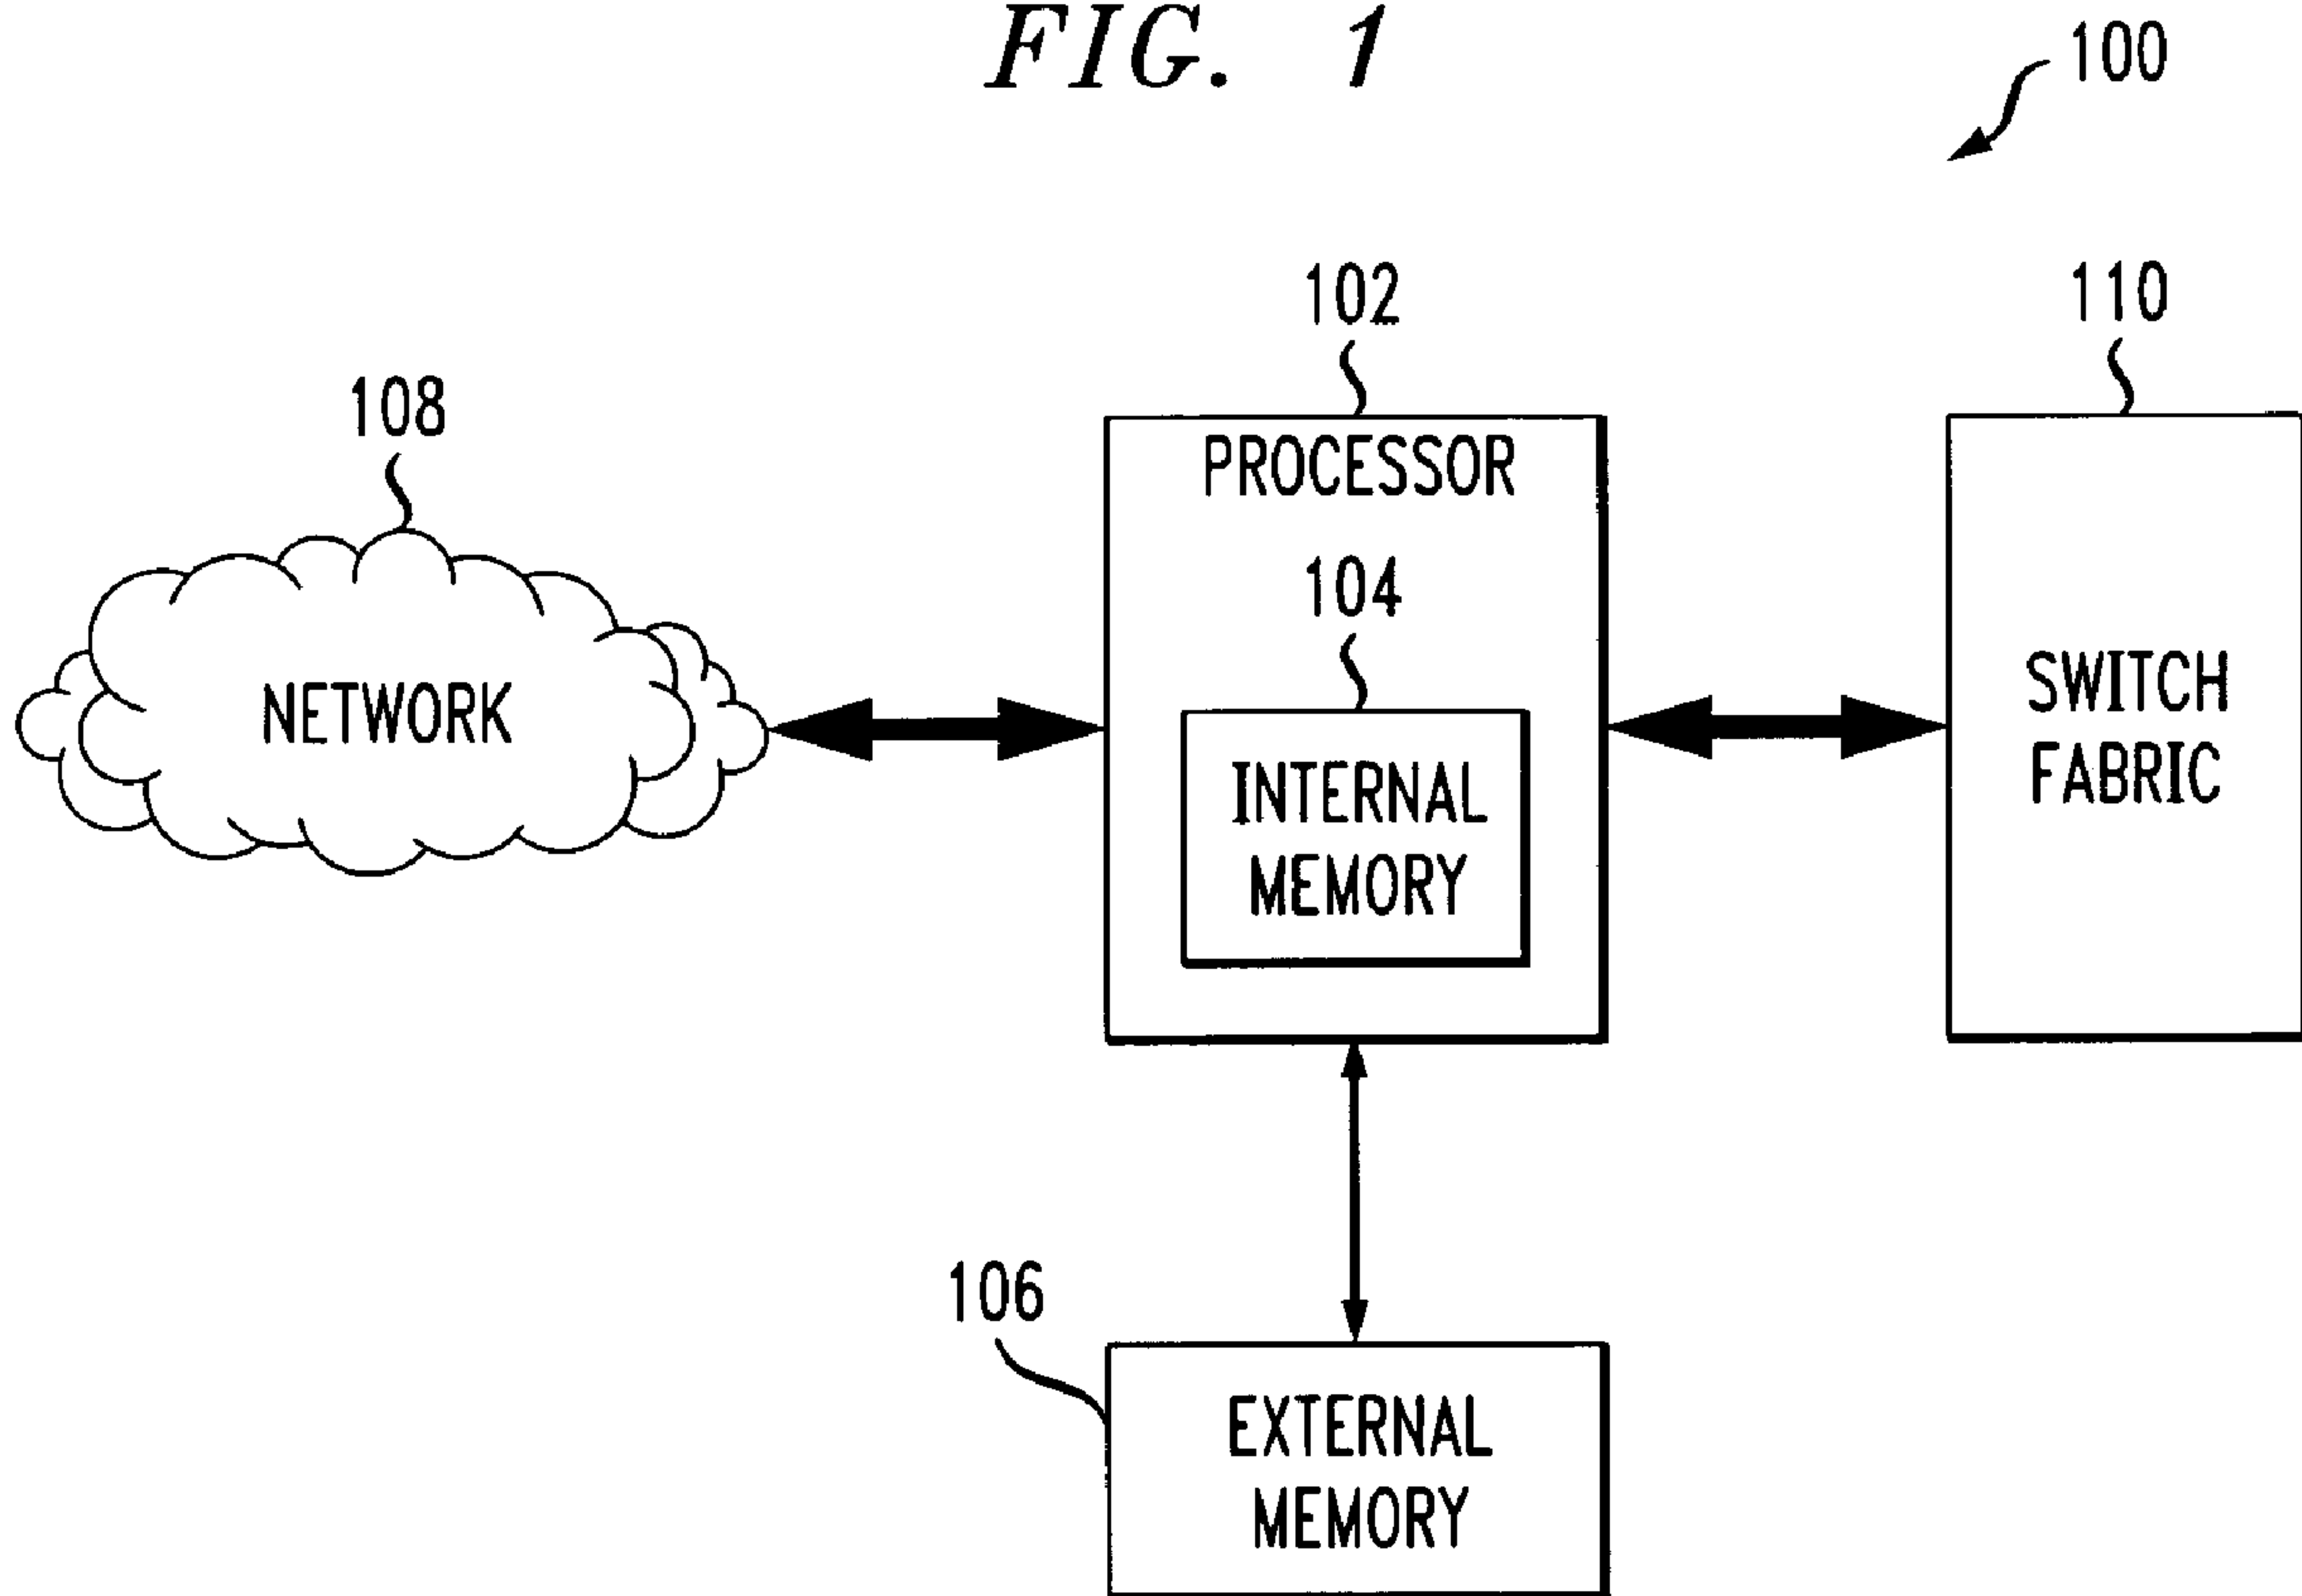 FIG. 1
100
102
110
108
PROCESSOR
104
NETWORK
SWITCH
FABRIC
INTERNAL
MEMORY
106
EXTERNAL
MEMORY